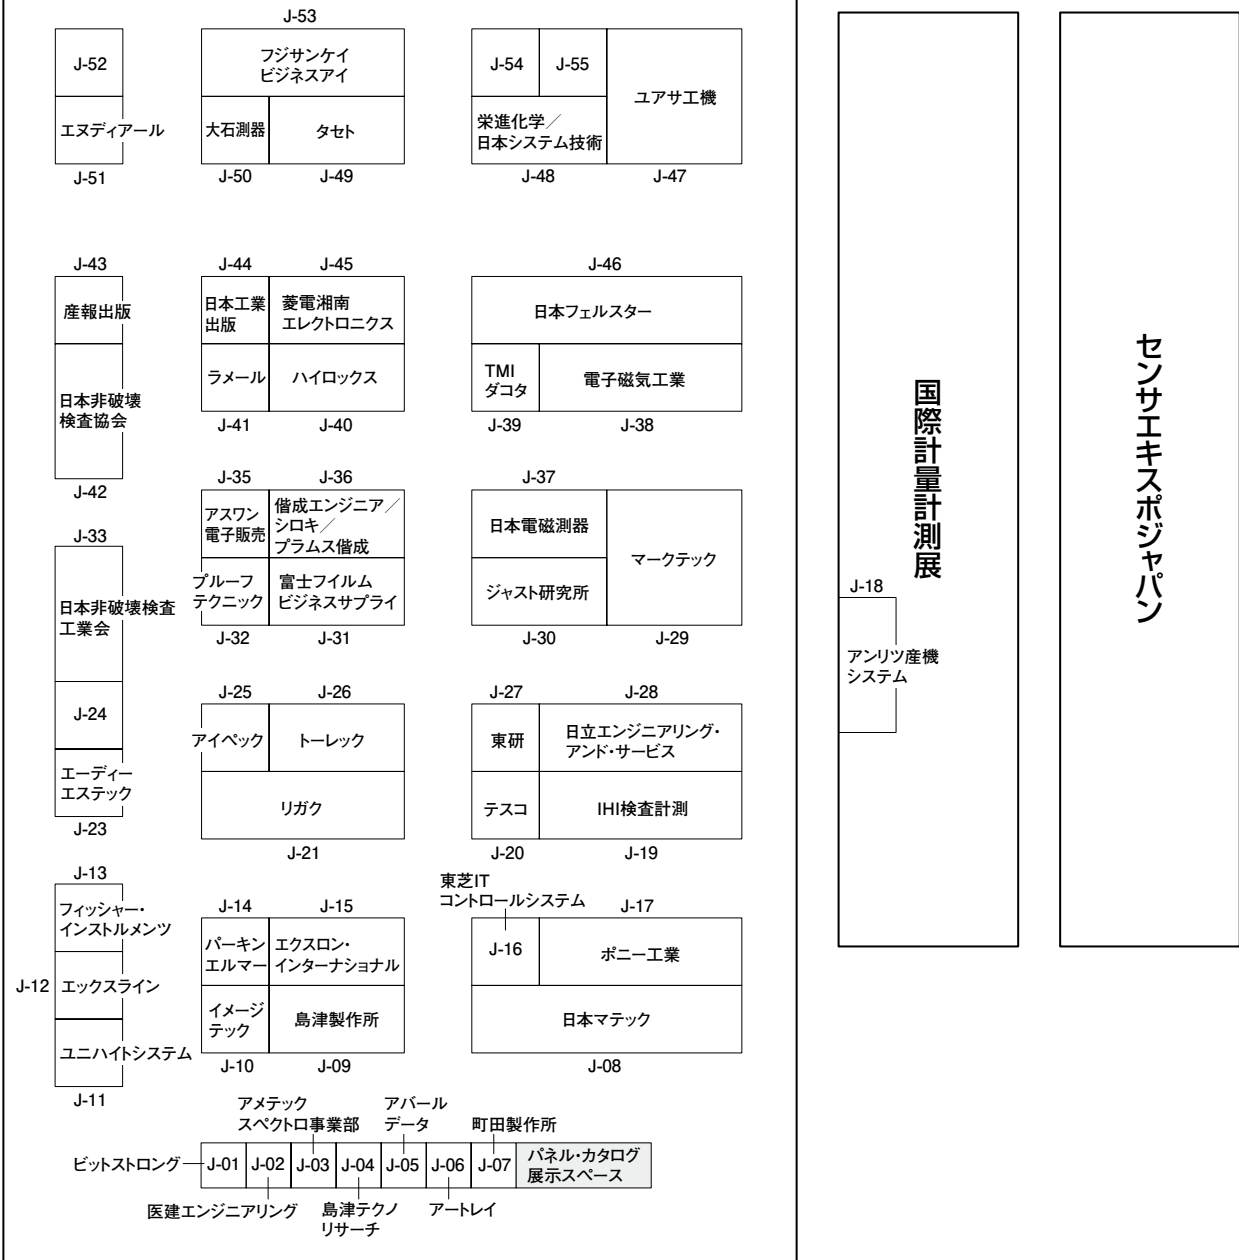 J-53
J-52
フジサンケイ
ビジネスアイ
J-54
J-55
ユアサ工機
エヌディアール
大石測器
タセト
栄進化学／
日本システム技術
J-51
J-50
J-49
J-48
J-47
J-43
J-44
J-45
J-46
産報出版
日本工業
出版
菱電湘南
エレクトロニクス
日本フェルスター
日本非破壊
検査協会
ラメール
ハイロックス
TMI
ダコタ
電子磁気工業
J-41
J-40
J-39
J-38
J-42
J-35
J-36
J-37
アスワン
電子販売
偕成エンジニア／
シロキ／
プラムス偕成
日本電磁測器
マークテック
J-33
日本非破壊検査
工業会
プルーフ
テクニック
富士フイルム
ビジネスサプライ
ジャスト研究所
J-32
J-31
J-30
J-29
J-24
J-25
J-26
J-27
J-28
アイペック
トーレック
東研
日立エンジニアリング・
アンド・サービス
エーディー
エステック
リガク
テスコ
IHI検査計測
J-23
J-21
J-20
J-19
J-13
フィッシャー・
インストルメンツ
J-14
J-15
東芝IT
コントロールシステム
J-17
パーキン
エルマー
エクスロン・
インターナショナル
J-16
ポニー工業
J-12
エックスライン
イメージ
テック
島津製作所
日本マテック
ユニハイトシステム
J-10
J-09
J-08
J-11
アメテック
スペクトロ事業部
アバール
データ
町田製作所
ビットストロング
J-01
J-02
J-03
J-04
J-05
J-06
J-07
パネル・カタログ
展示スペース
医建エンジニアリング
島津テクノ
リサーチ
アートレイ
国際計量計測展
J-18
アンリツ産機
システム
センサエキスポジャパン